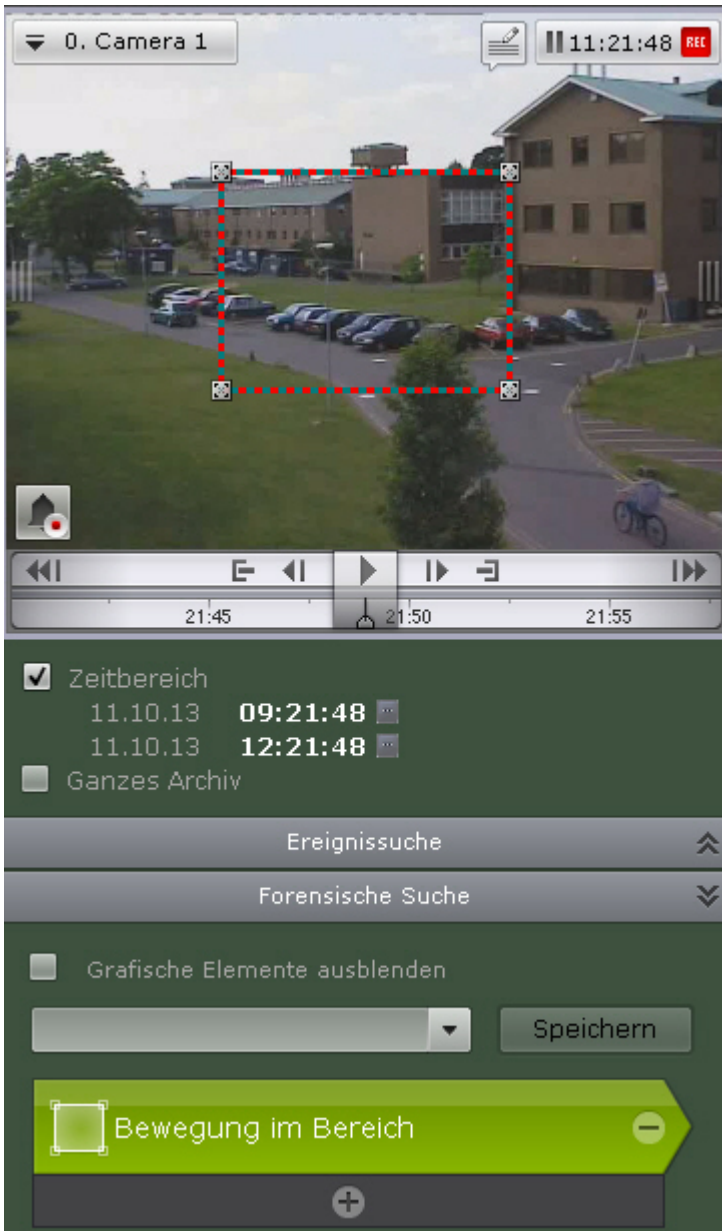 0. Camera 1
11:21:48 REC
21:45 21:50 21:55
Zeitbereich
11.10.13 09:21:48
11.10.13 12:21:48
Ganzes Archiv
Ereignissuche
Forensische Suche
Grafische Elemente ausblenden
Speichern
Bewegung im Bereich